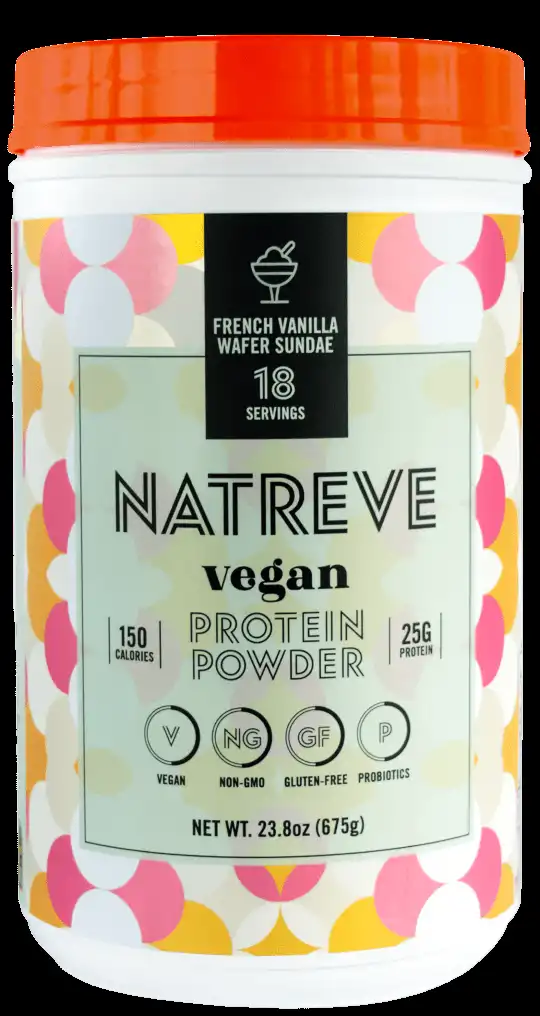 FRENCH VANILLA
WAFER SUNDAE
18
SERVINGS
NATREVE
vegan
PROTEIN
POWDER
150
CALORIES
25G
PROTEIN
V
NG
GF
P
VEGAN
NON-GMO
GLUTEN-FREE
PROBIOTICS
NET WT. 23.8oz (675g)